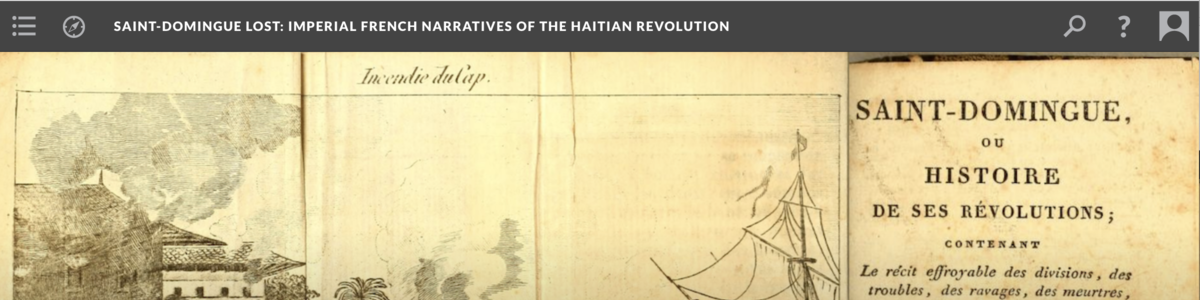 SAINT-DOMINGUE LOST: IMPERIAL FRENCH NARRATIVES OF THE HAITIAN REVOLUTION
?
Incendie du Cap.
SAINT-DOMINGUE,
OU
HISTOIRE
DE SES RÉVOLUTIONS;
CONTENANT
Le récit effroyable des divisions, des
troubles, des ravages, des meurtres,